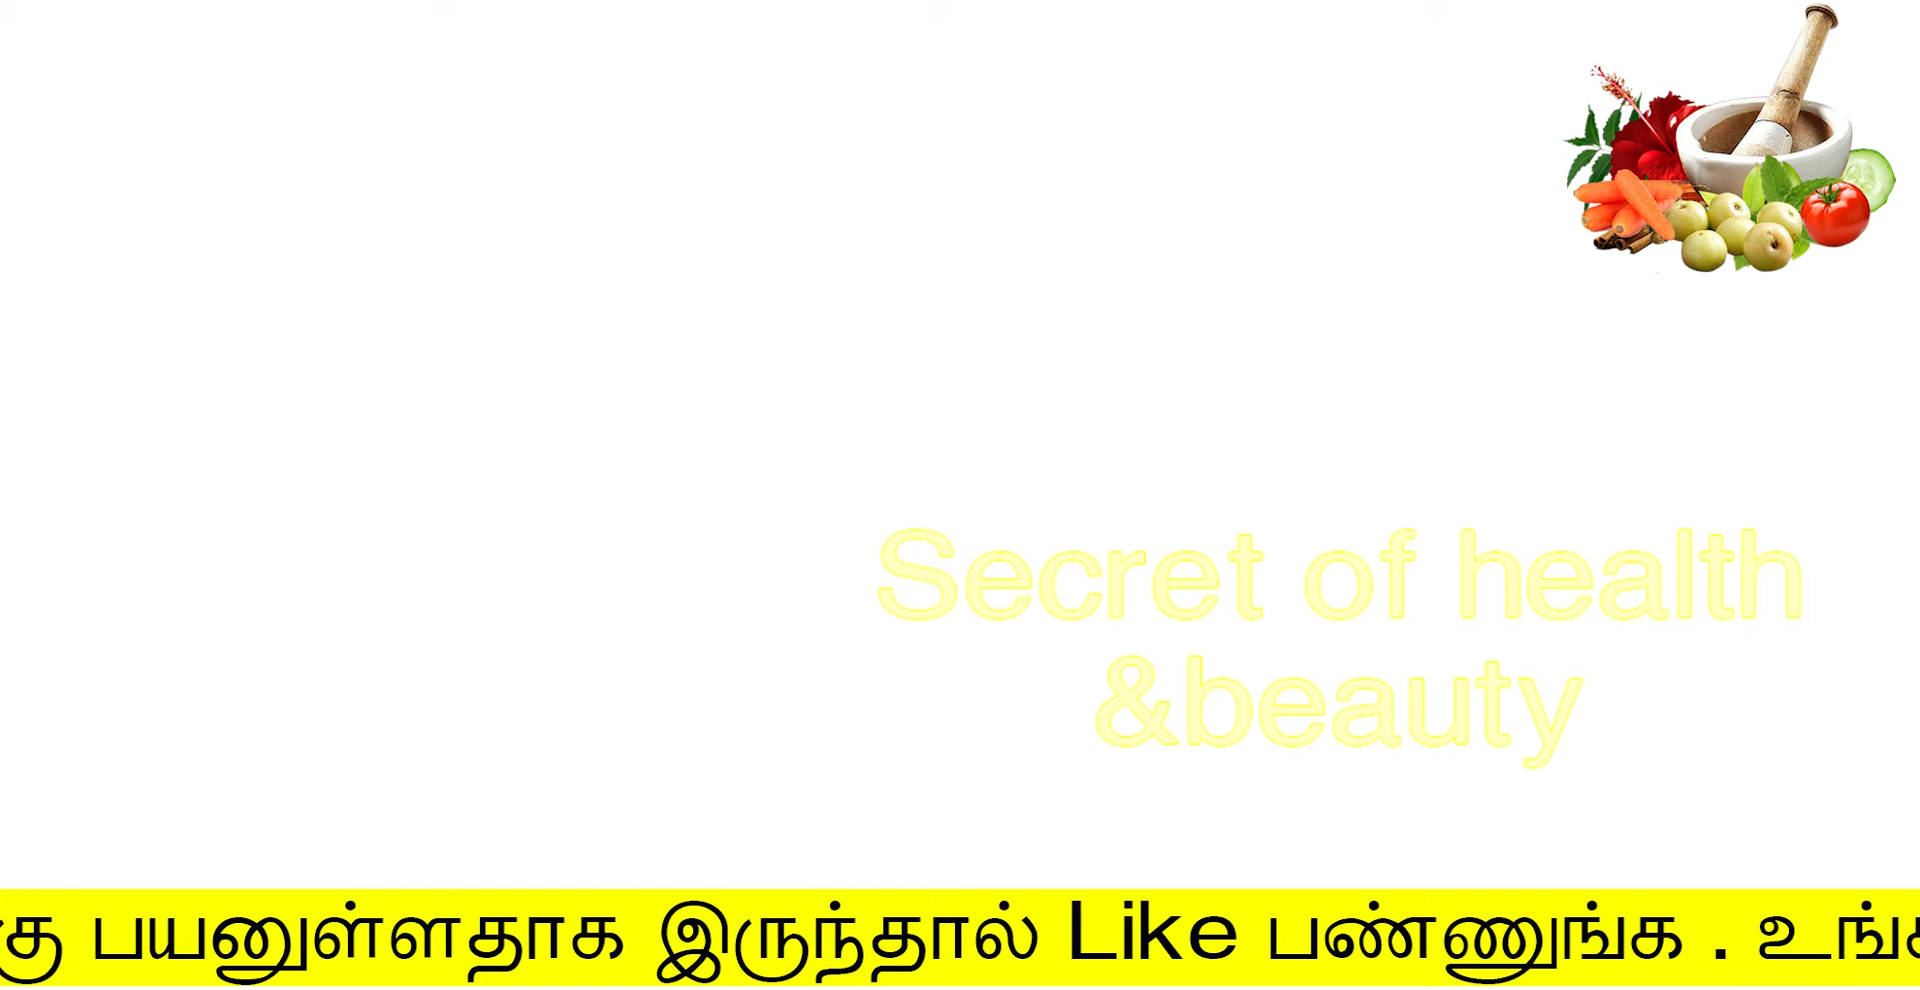 Secret of health
&beauty
பயனுள்ளதாக இருந்தால் Like பண்ணுங்க .